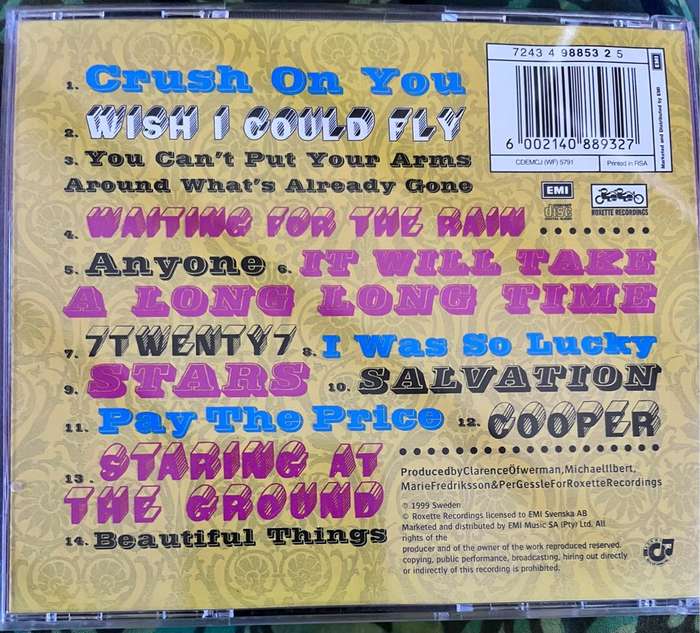 1. Crush On You
2. WISH I COULD FLY
3. You Can't Put Your Arms
Around What's Already Gone
4. WAITING FOR THE RAIN
5. Anyone 6. IT WILL TAKE
A LONG LONG TIME
7. 7TWENTY7 8. I Was So Lucky
9. STARS 10. SALVATION
11. Pay The Price 12. COOPER
13. STARING AT
THE GROUND
14. Beautiful Things
7243 4 98853 2 5
6 002140 889327
CDEMCJ (WF) 5791 Printed in RSA
EMI
Marketed and Distributed by EMI
EMI
disc
ROXETTE RECORDINGS
ProducedbyClarenceÖfwerman,MichaelIlbert,
MarieFredriksson&PerGessleForRoxetteRecordings
℗ 1999 Sweden
© Roxette Recordings licensed to EMI Svenska AB
Marketed and distributed by EMI Music SA (Pty) Ltd. All
rights of the
producer and of the owner of the work reproduced reserved.
copying, public performance, broadcasting, hiring out directly
or indirectly of this recording is prohibited.